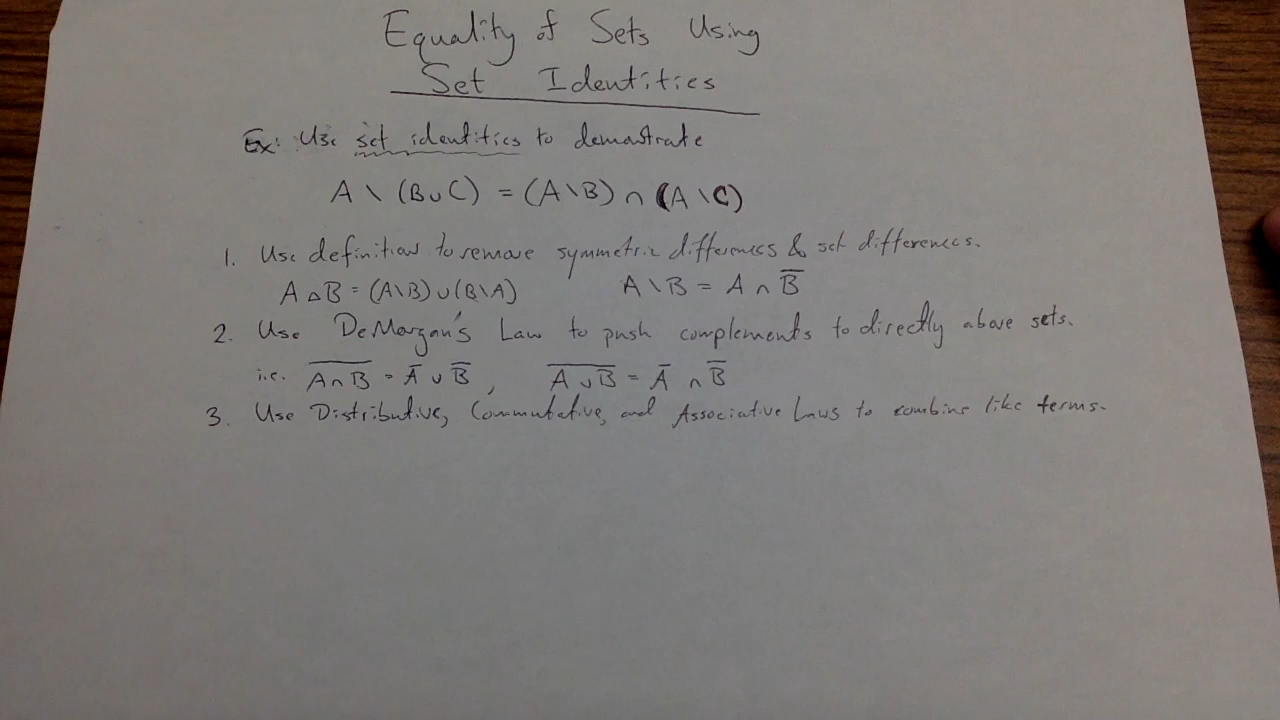 Equality of Sets Using
Set Identities
Ex: Use set identities to demonstrate
A \ (B∪C) = (A\B) ∩ (A\C)
1. Use definition to remove symmetric differences & set differences.
A △ B = (A\B) ∪ (B\A) A \ B = A ∩ B̅
2. Use DeMorgan's Law to push complements to directly above sets.
i.e. A̅ ̅∩̅ ̅B̅ = A̅ ∪ B̅ , A̅ ̅∪̅ ̅B̅ = A̅ ∩ B̅
3. Use Distributive, Commutative, and Associative Laws to combine like terms.